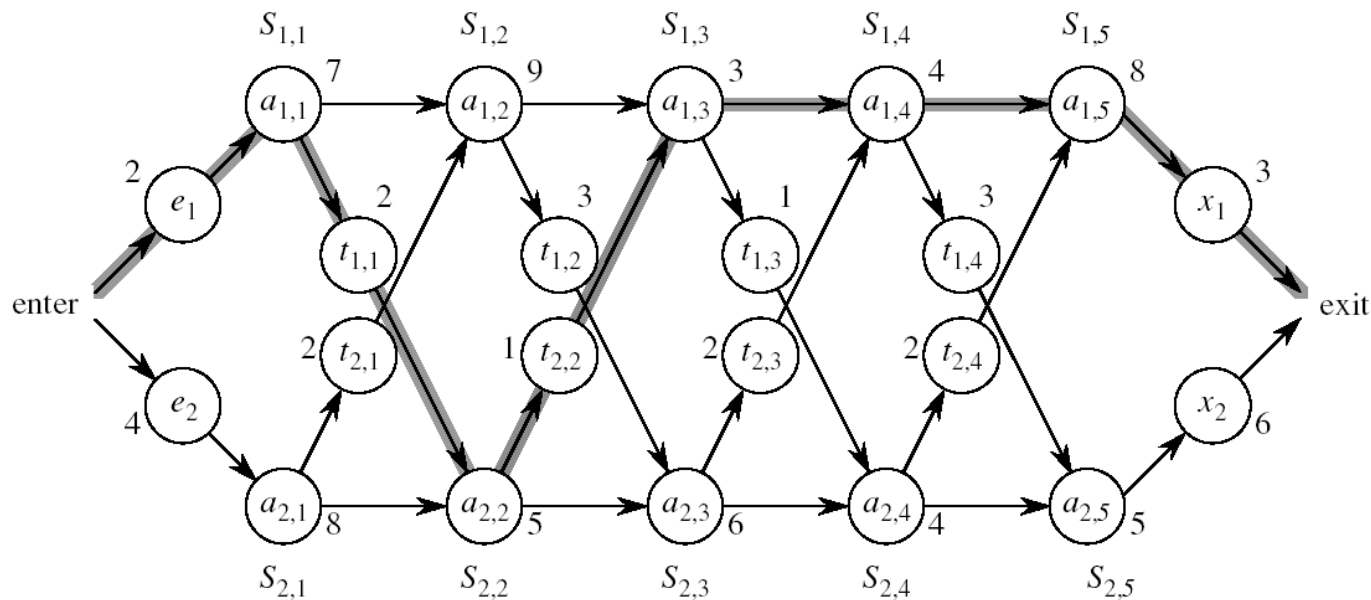 S1,1 S1,2 S1,3 S1,4 S1,5
7 9 3 4 8
a1,1 a1,2 a1,3 a1,4 a1,5
2 2 3 1 3 3
e1 x1
t1,1 t1,2 t1,3 t1,4
enter exit
2 t2,1 1 t2,2 2 t2,3 2 t2,4
e2 x2
4 6
a2,1 a2,2 a2,3 a2,4 a2,5
8 5 6 4 5
S2,1 S2,2 S2,3 S2,4 S2,5